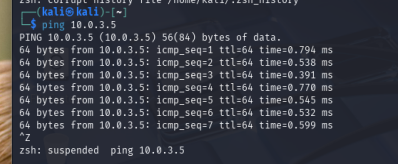 zsh: corrupt history file /home/kali/.zsh_history
┌──(kali㉿kali)-[~]
└─$ ping 10.0.3.5
PING 10.0.3.5 (10.0.3.5) 56(84) bytes of data.
64 bytes from 10.0.3.5: icmp_seq=1 ttl=64 time=0.794 ms
64 bytes from 10.0.3.5: icmp_seq=2 ttl=64 time=0.538 ms
64 bytes from 10.0.3.5: icmp_seq=3 ttl=64 time=0.391 ms
64 bytes from 10.0.3.5: icmp_seq=4 ttl=64 time=0.770 ms
64 bytes from 10.0.3.5: icmp_seq=5 ttl=64 time=0.545 ms
64 bytes from 10.0.3.5: icmp_seq=6 ttl=64 time=0.532 ms
64 bytes from 10.0.3.5: icmp_seq=7 ttl=64 time=0.599 ms
^Z
zsh: suspended  ping 10.0.3.5